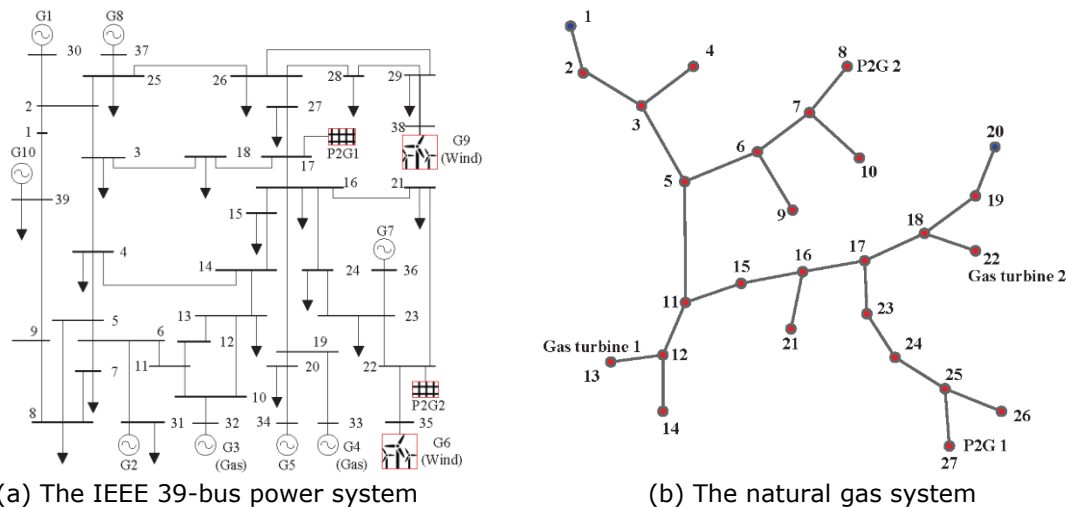 G1 G8
30 37
25 26 28 29
2 27
1 38 G9
(Wind)
G10 3 18 17 P2G1
16 21
39 15
G7
4 14 24 36
13 23
5 6 12 19
9 11 20 22
7 10 P2G2
8 31 32 34 33 35
G2 G3
(Gas) G5 G4
(Gas) G6
(Wind)
(a) The IEEE 39-bus power system
1
2 4 8
P2G 2
3 7
6 20
5 10
9 19
18
17 22
16 Gas turbine 2
15
11 23
21
Gas turbine 1 12 24
13 25
14 26
27 P2G 1
(b) The natural gas system